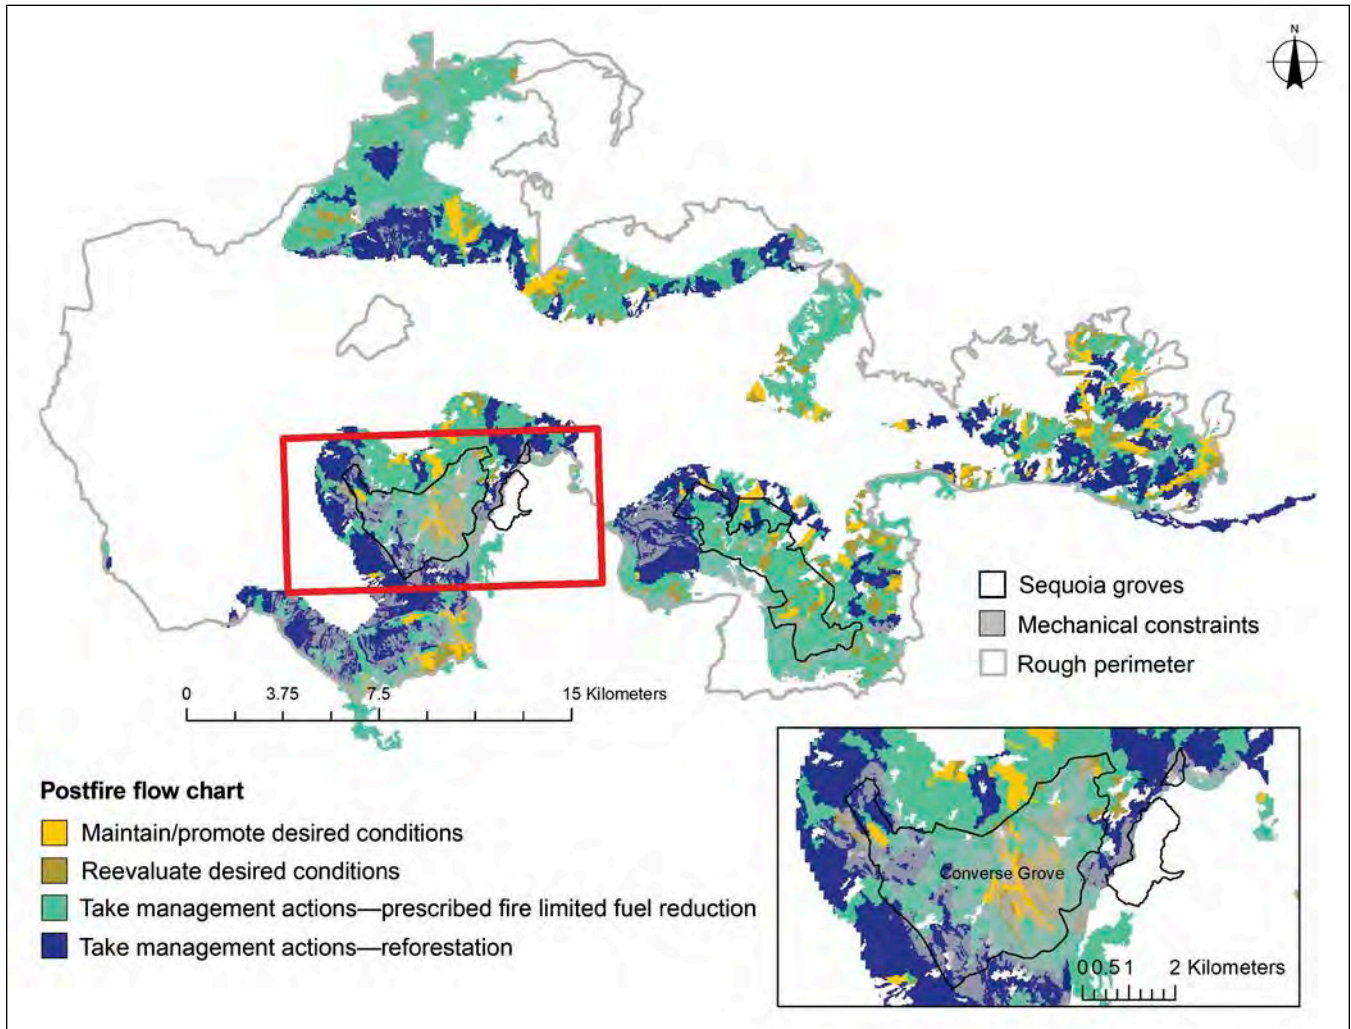 N
Sequoia groves
Mechanical constraints
Rough perimeter
0 3.75 7.5 15 Kilometers
Postfire flow chart
Maintain/promote desired conditions
Reevaluate desired conditions
Take management actions—prescribed fire limited fuel reduction
Take management actions—reforestation
Converse Grove
0 0.5 1 2 Kilometers